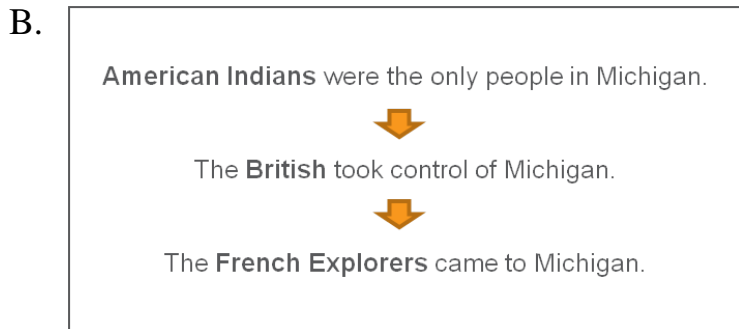 B.
American Indians were the only people in Michigan.
The British took control of Michigan.
The French Explorers came to Michigan.